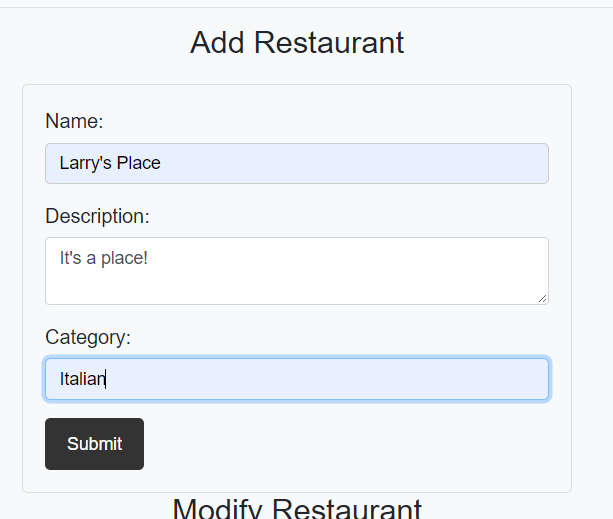 Add Restaurant
Name:
Larry's Place
Description:
It's a place!
Category:
Italian
Submit
Modify Restaurant